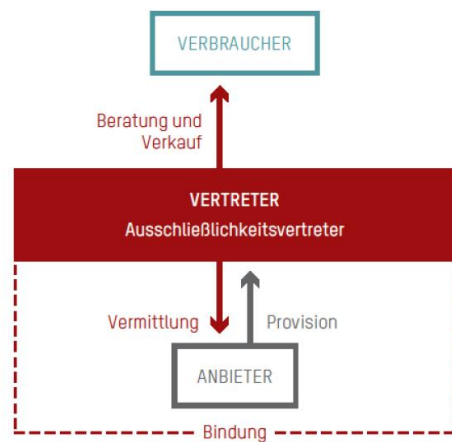 VERBRAUCHER
Beratung und
Verkauf
VERTRETER
Ausschließlichkeitsvertreter
Vermittlung
Provision
ANBIETER
Bindung